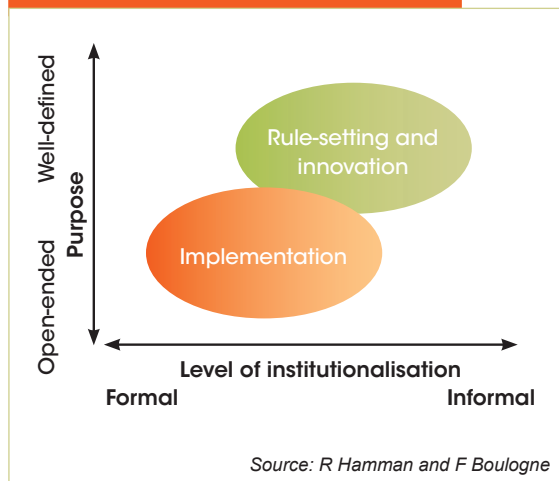 Well-defined
Purpose
Open-ended
Rule-setting and
innovation
Implementation
Level of institutionalisation
Formal
Informal
Source: R Hamman and F Boulogne